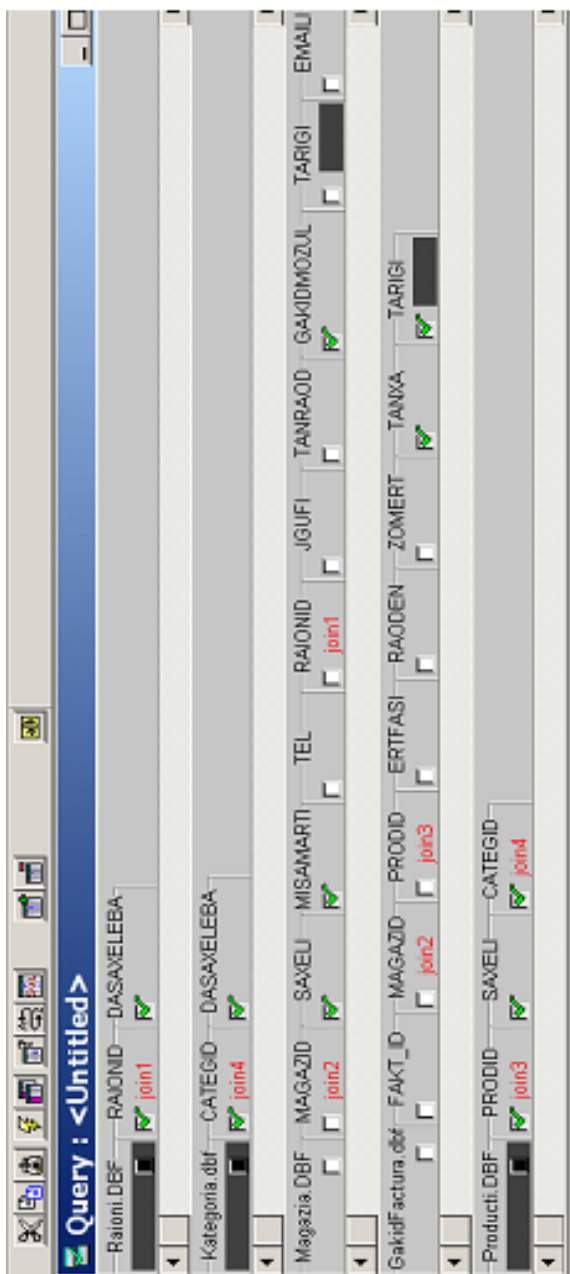 Query : <Untitled>
Raioni.DBF RAIONID DASAXELEBA
join1
Kategoria.dbf CATEGID DASAXELEBA
join4
Magazia.DBF MAGAZID SAXELI MISAMARTI TEL RAIONID JGUFI TANRAOD GAKIDMOZUL TARIGI EMAILI
join2 join1
GakidFactura.dbf FAKT_ID MAGAZID PRODID ERTFASI RAODEN ZOMERT TANXA TARIGI
join2 join3
Producti.DBF PRODID SAXELI CATEGID
join3 join4